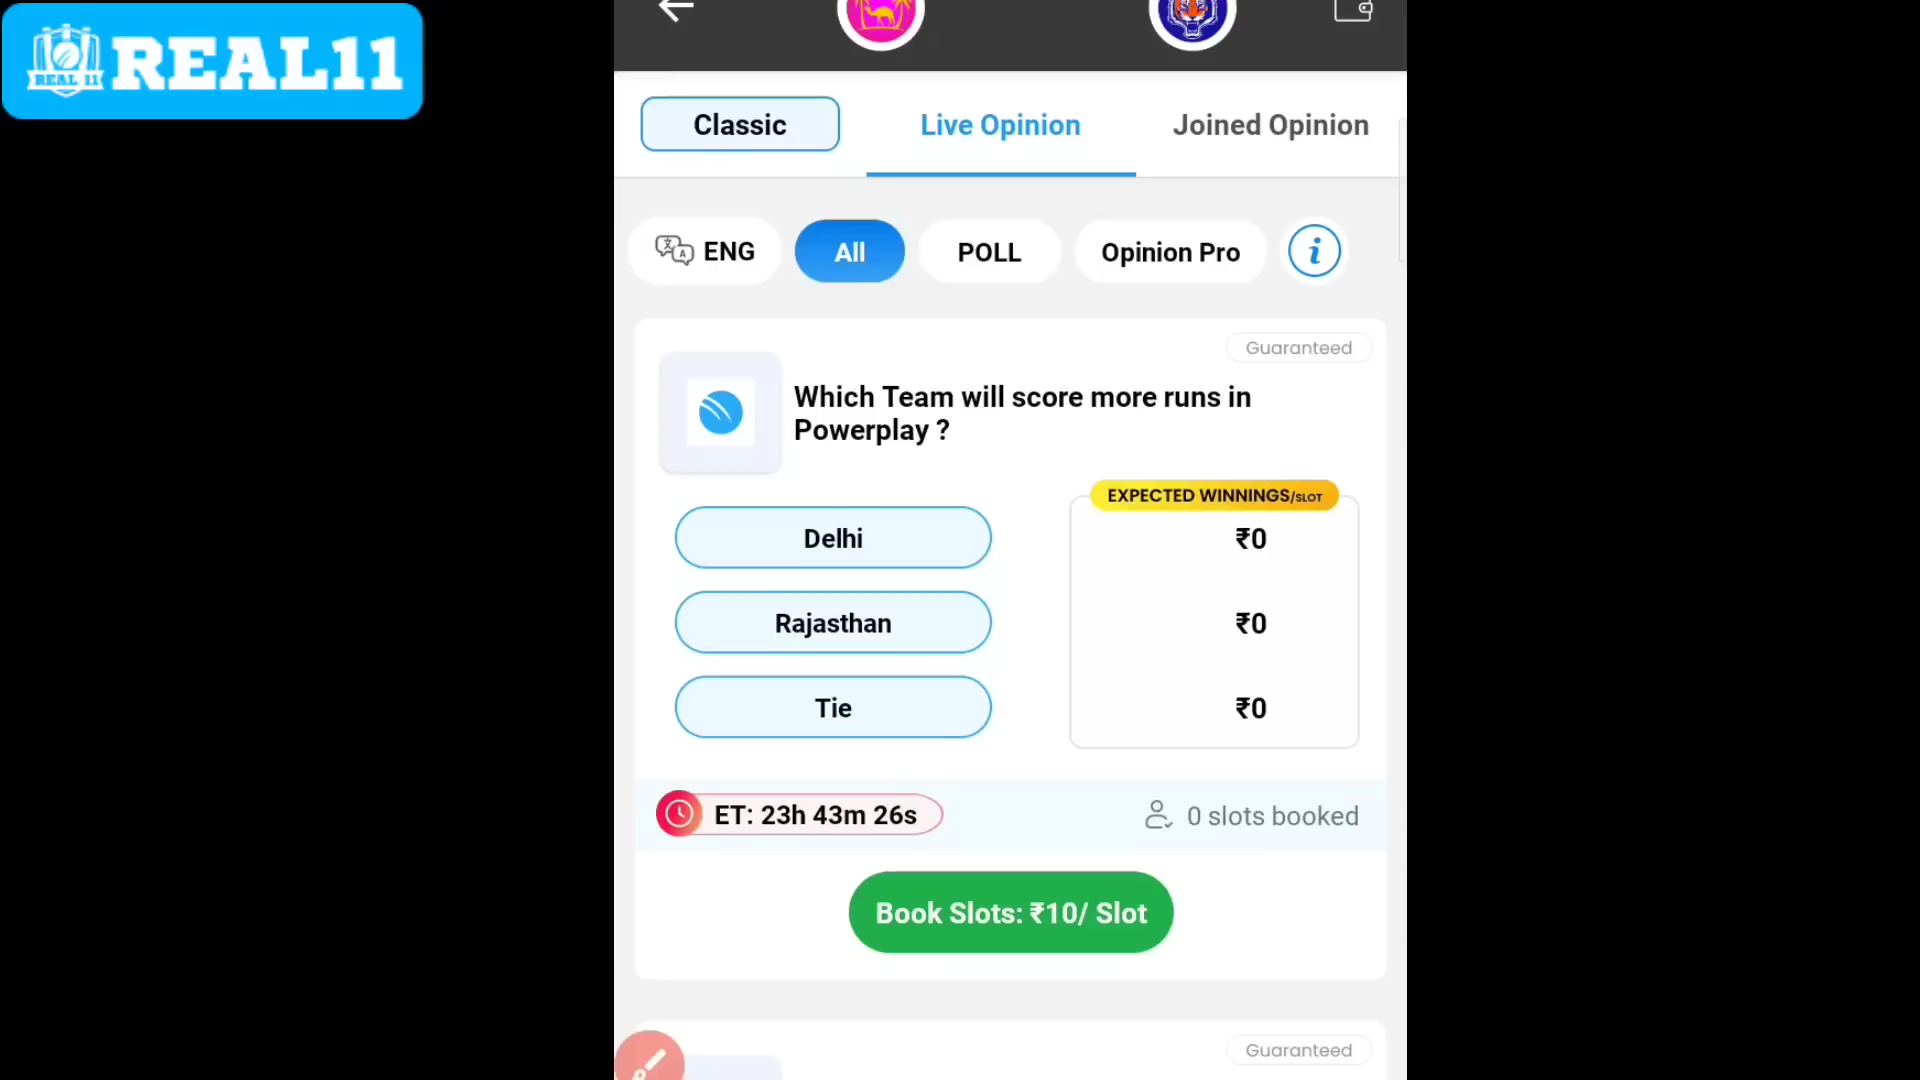 REAL 11
REAL11
Classic
Live Opinion
Joined Opinion
ENG
All
POLL
Opinion Pro
i
Guaranteed
Which Team will score more runs in
Powerplay ?
EXPECTED WINNINGS/SLOT
Delhi
₹0
Rajasthan
₹0
Tie
₹0
ET: 23h 43m 26s
0 slots booked
Book Slots: ₹10/ Slot
Guaranteed